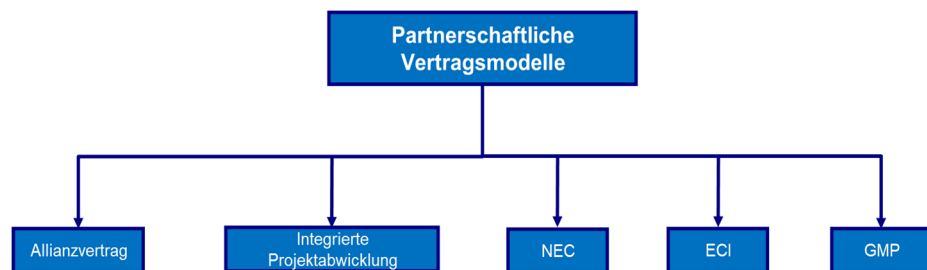 Partnerschaftliche
Vertragsmodelle
Allianzvertrag
Integrierte
Projektabwicklung
NEC
ECI
GMP